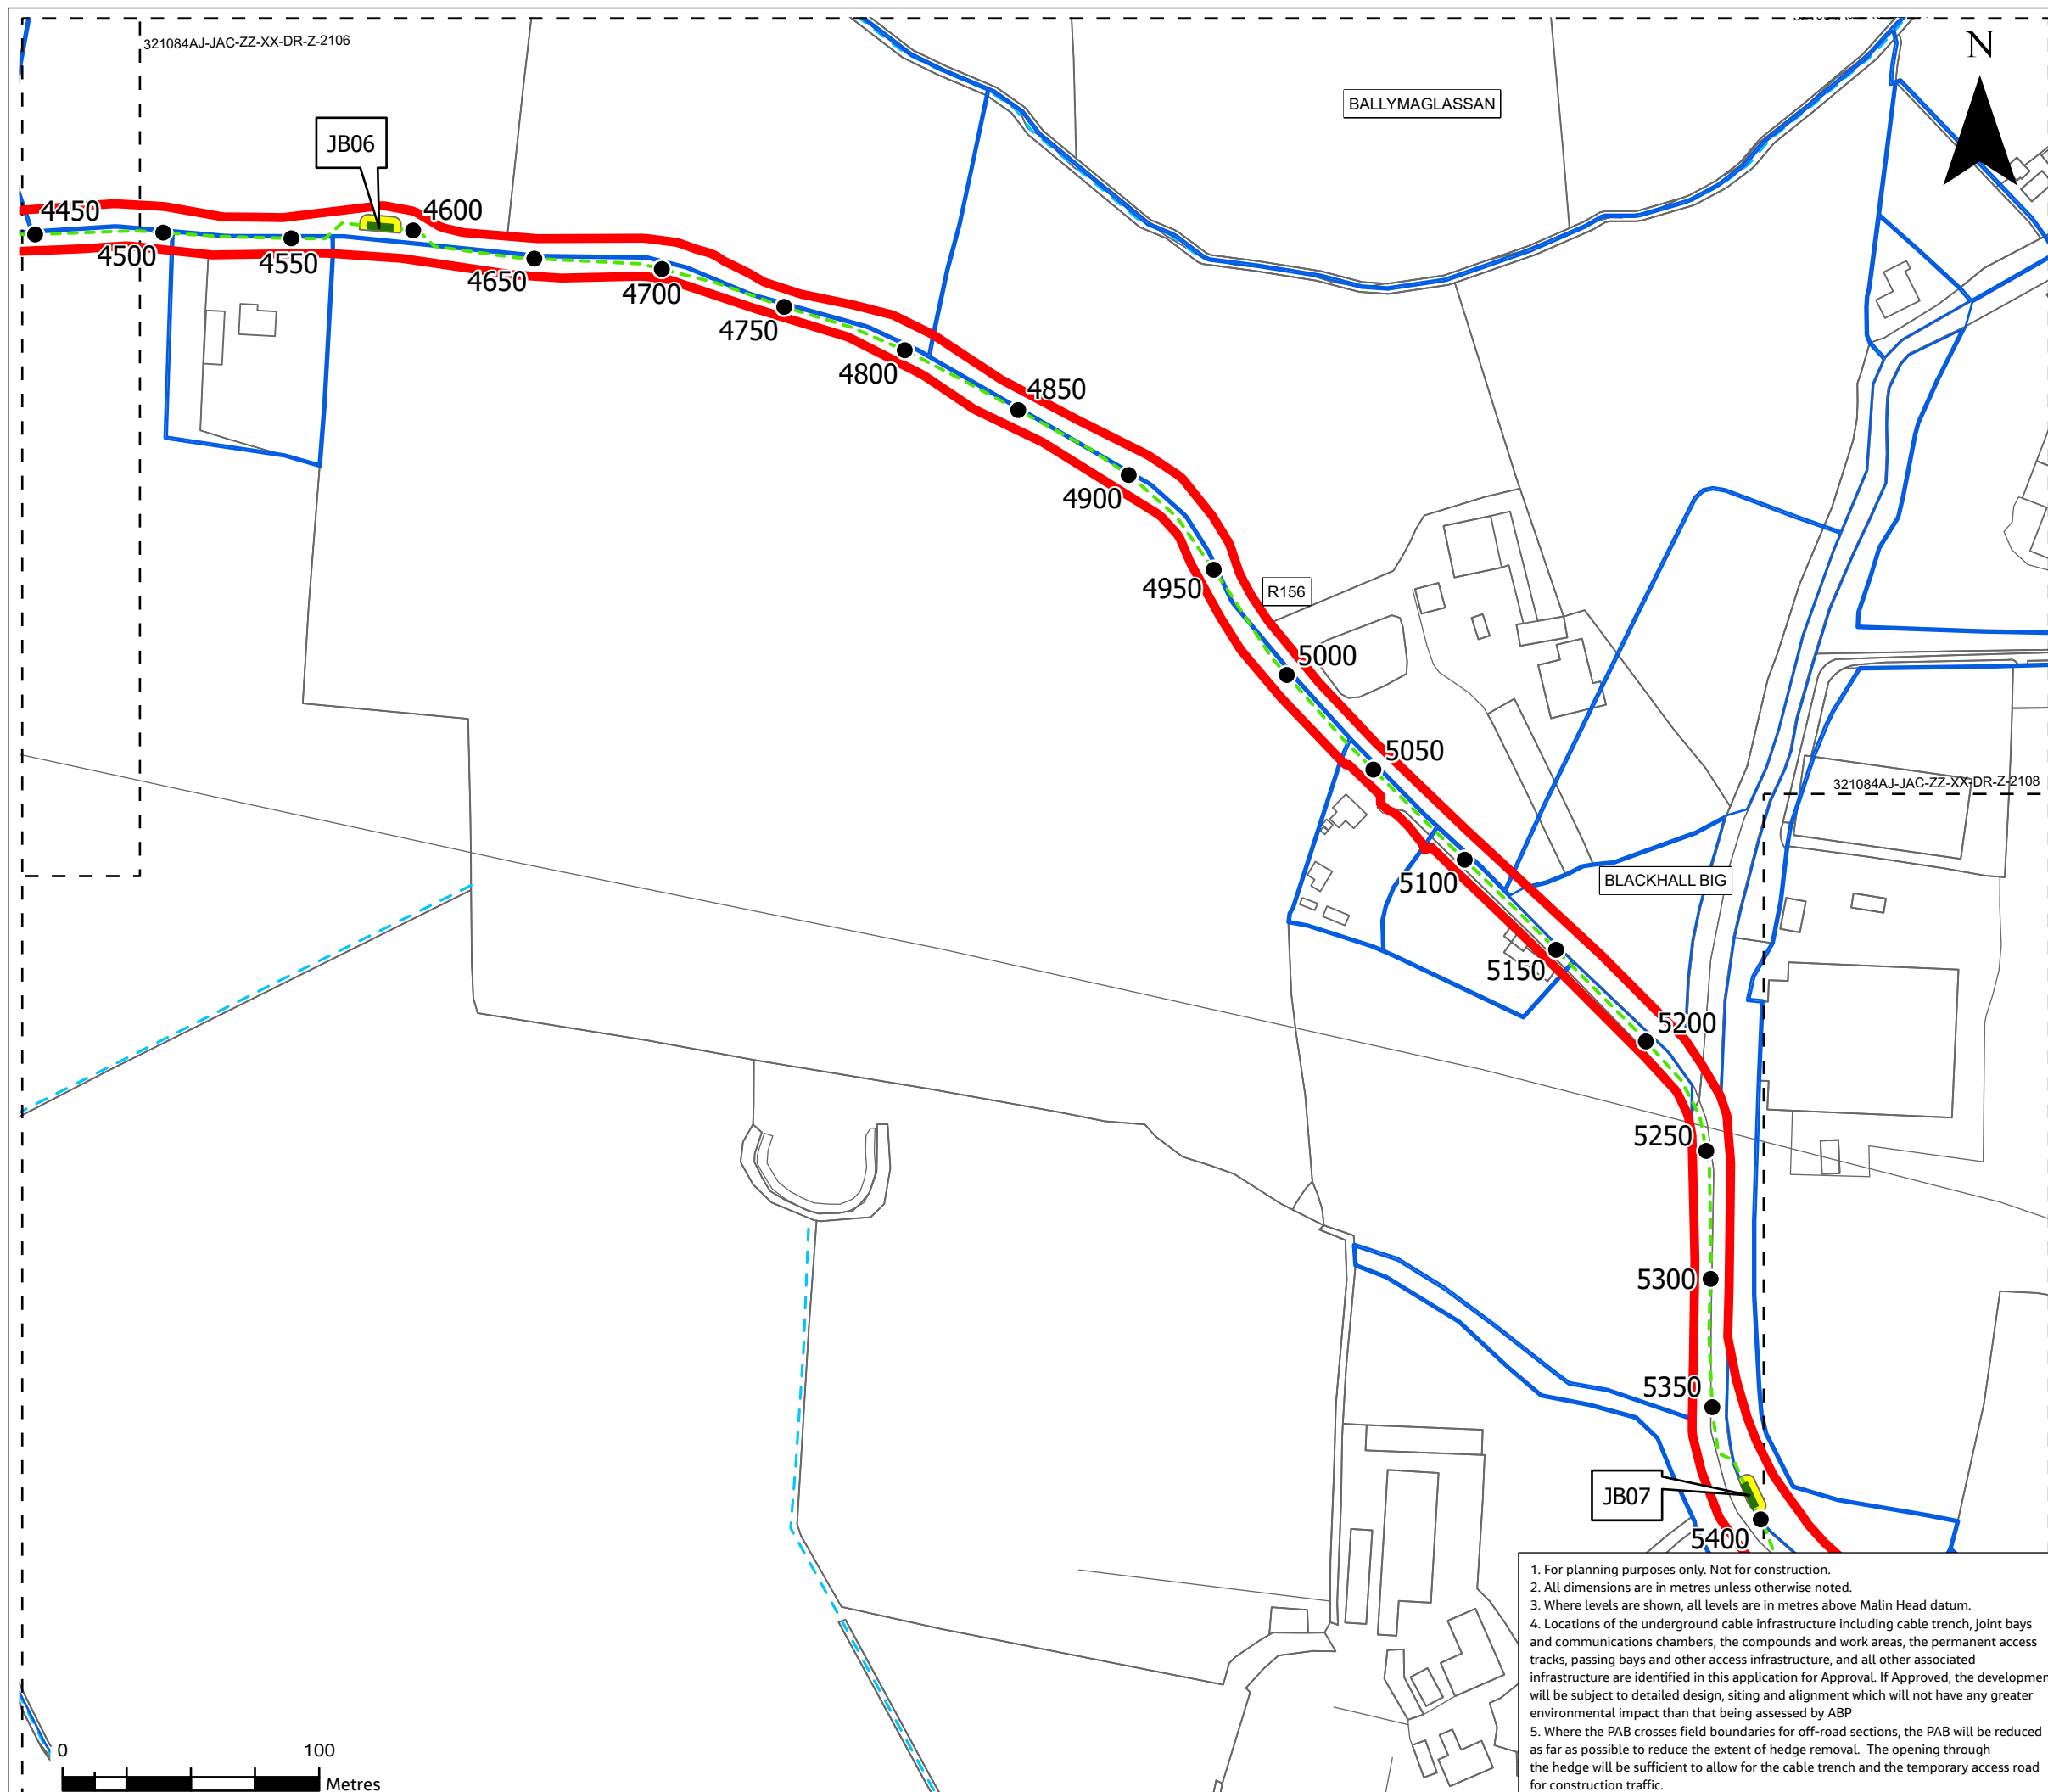 321084AJ-JAC-ZZ-XX-DR-Z-2106
N
BALLYMAGLASSAN
JB06
4450
4500
4550
4600
4650
4700
4750
4800
4850
4900
4950
R156
5000
5050
321084AJ-JAC-ZZ-XX-DR-Z-2108
5100
BLACKHALL BIG
5150
5200
5250
5300
5350
JB07
5400
1. For planning purposes only. Not for construction.
2. All dimensions are in metres unless otherwise noted.
3. Where levels are shown, all levels are in metres above Malin Head datum.
4. Locations of the underground cable infrastructure including cable trench, joint bays
and communications chambers, the compounds and work areas, the permanent access
tracks, passing bays and other access infrastructure, and all other associated
infrastructure are identified in this application for Approval. If Approved, the developmen
will be subject to detailed design, siting and alignment which will not have any greater
environmental impact than that being assessed by ABP
5. Where the PAB crosses field boundaries for off-road sections, the PAB will be reduced
as far as possible to reduce the extent of hedge removal. The opening through
the hedge will be sufficient to allow for the cable trench and the temporary access road
for construction traffic.
0 100
Metres